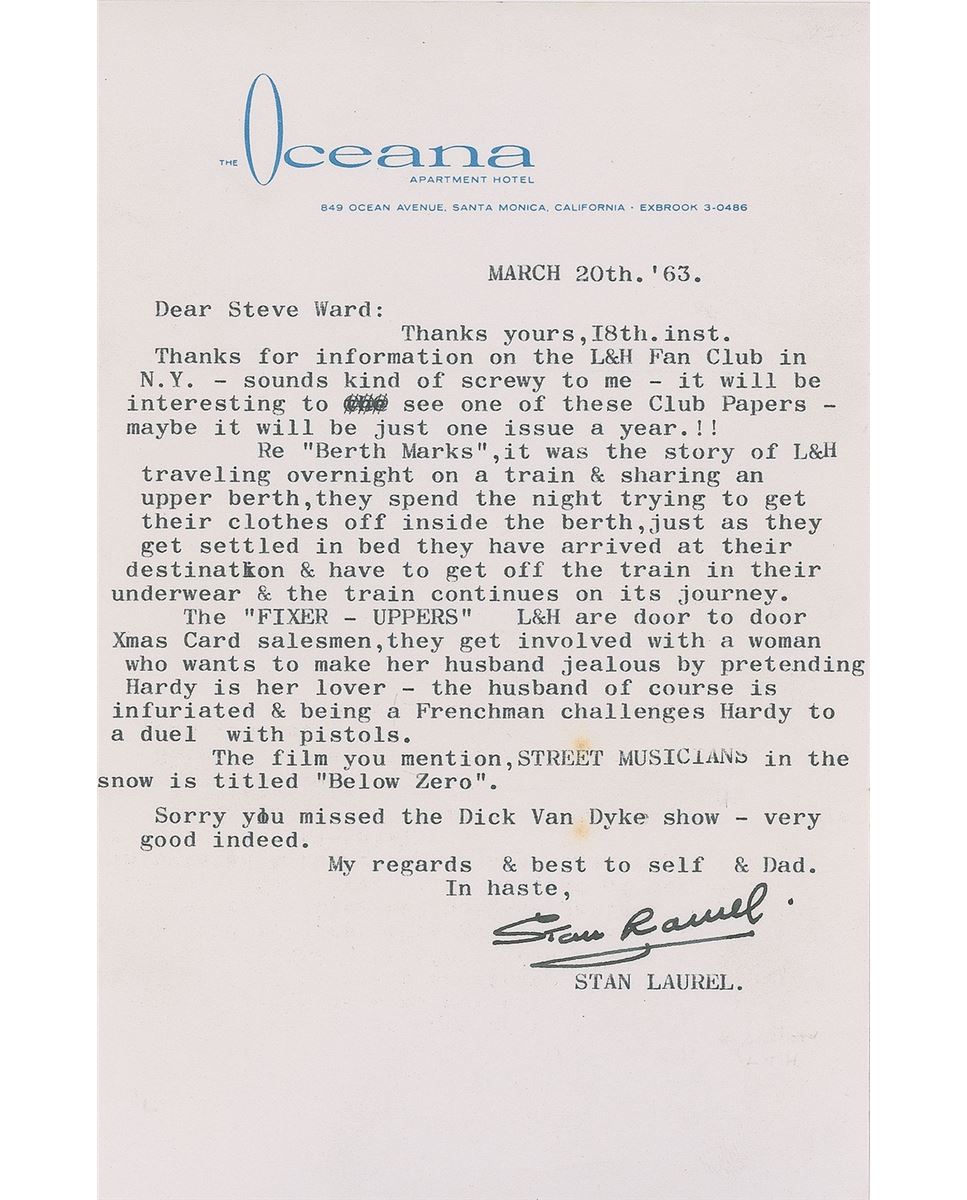 THE Oceana
APARTMENT HOTEL
849 OCEAN AVENUE, SANTA MONICA, CALIFORNIA · EXBROOK 3-0486
MARCH 20th.'63.
Dear Steve Ward:
Thanks yours,I8th.inst.
Thanks for information on the L&H Fan Club in
N.Y. - sounds kind of screwy to me - it will be
interesting to see one of these Club Papers -
maybe it will be just one issue a year.!!
Re "Berth Marks",it was the story of L&H
traveling overnight on a train & sharing an
upper berth,they spend the night trying to get
their clothes off inside the berth,just as they
get settled in bed they have arrived at their
destination & have to get off the train in their
underwear & the train continues on its journey.
The "FIXER - UPPERS" L&H are door to door
Xmas Card salesmen,they get involved with a woman
who wants to make her husband jealous by pretending
Hardy is her lover - the husband of course is
infuriated & being a Frenchman challenges Hardy to
a duel with pistols.
The film you mention,STREET MUSICIANS in the
snow is titled "Below Zero".
Sorry you missed the Dick Van Dyke show - very
good indeed.
My regards & best to self & Dad.
In haste,
Stan Laurel.
STAN LAUREL.